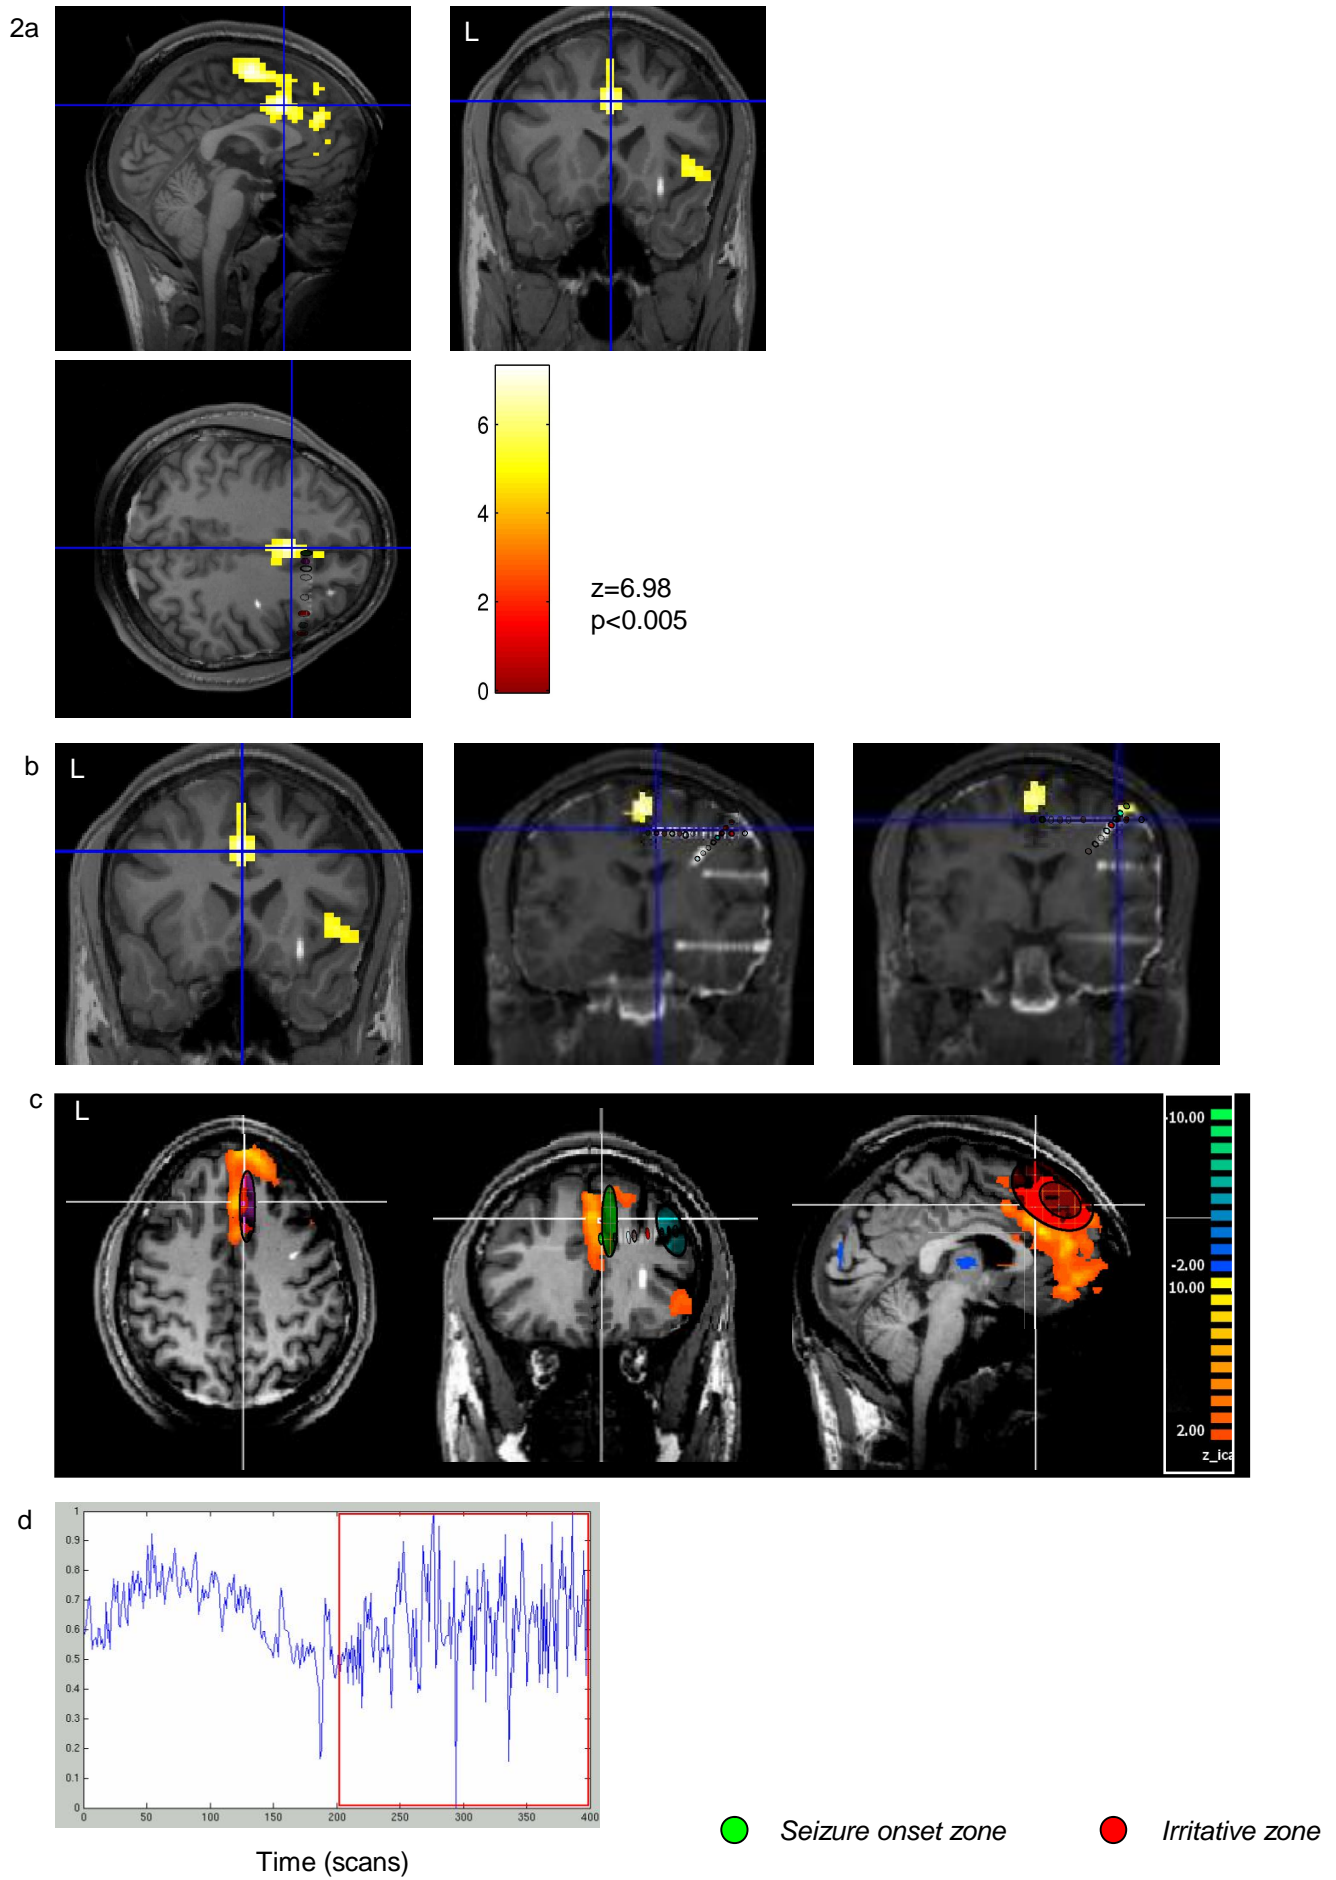 2a
L
6
4
2
0
z=6.98
p<0.005
b
L
c
L
-10.00
-2.00
10.00
2.00
z_ica
d
1
0.9
0.8
0.7
0.6
0.5
0.4
0.3
0.2
0.1
0
0 50 100 150 200 250 300 350 400
Time (scans)
Seizure onset zone
Irritative zone